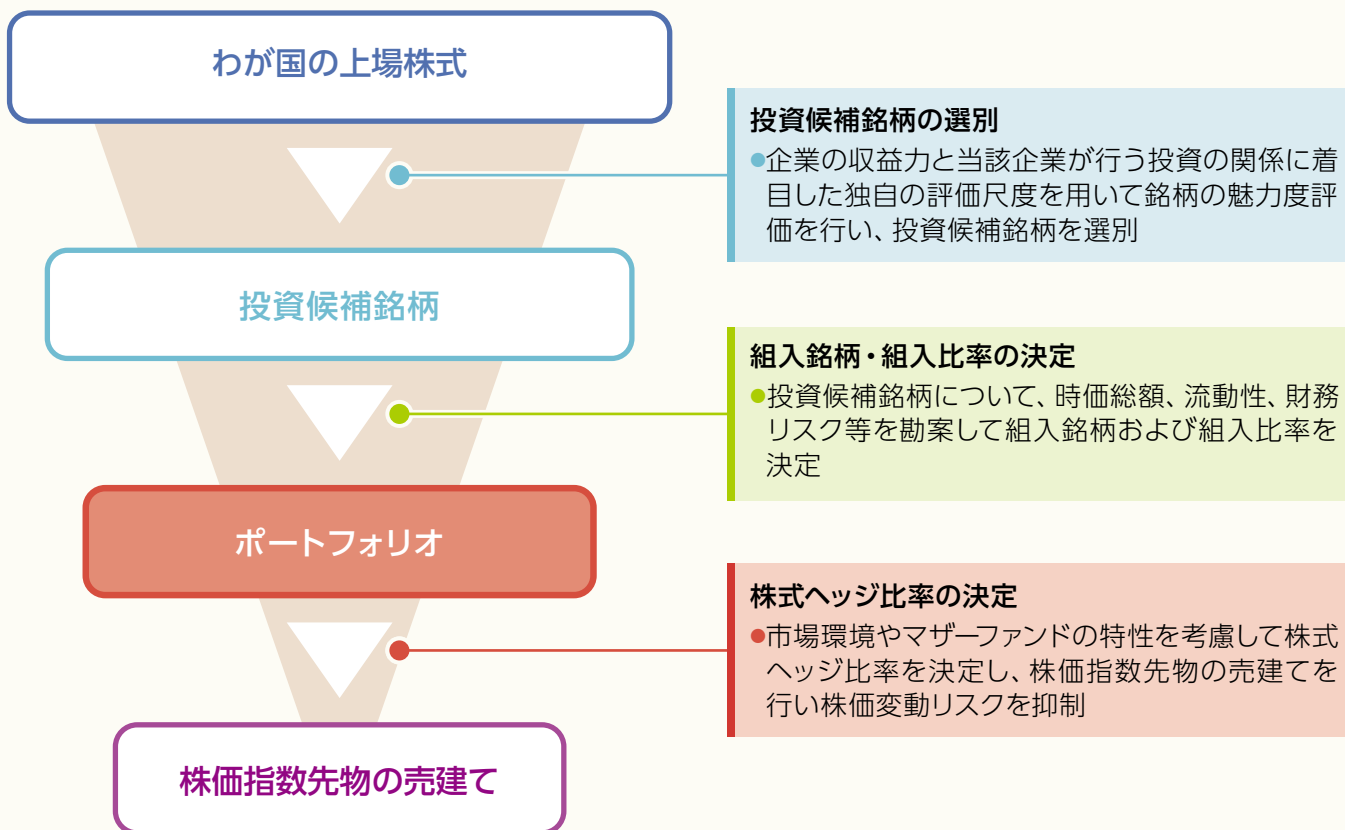 わが国の上場株式
投資候補銘柄の選別
●企業の収益力と当該企業が行う投資の関係に着
目した独自の評価尺度を用いて銘柄の魅力度評
価を行い、投資候補銘柄を選別
投資候補銘柄
組入銘柄・組入比率の決定
●投資候補銘柄について、時価総額、流動性、財務
リスク等を勘案して組入銘柄および組入比率を
決定
ポートフォリオ
株式ヘッジ比率の決定
●市場環境やマザーファンドの特性を考慮して株式
ヘッジ比率を決定し、株価指数先物の売建てを
行い株価変動リスクを抑制
株価指数先物の売建て